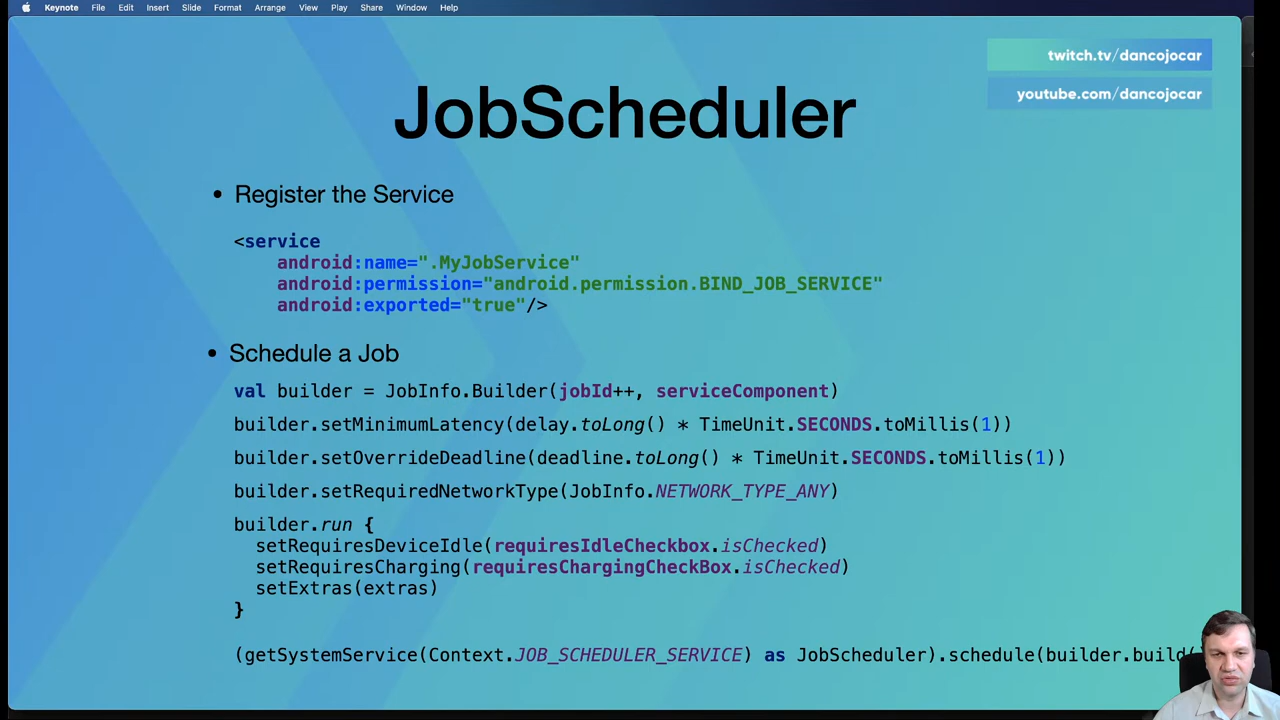 Keynote File Edit Insert Slide Format Arrange View Play Share Window Help
twitch.tv/dancojocar
youtube.com/dancojocar
JobScheduler
• Register the Service
<service
android:name=".MyJobService"
android:permission="android.permission.BIND_JOB_SERVICE"
android:exported="true"/>
• Schedule a Job
val builder = JobInfo.Builder(jobId++, serviceComponent)
builder.setMinimumLatency(delay.toLong() * TimeUnit.SECONDS.toMillis(1))
builder.setOverrideDeadline(deadline.toLong() * TimeUnit.SECONDS.toMillis(1))
builder.setRequiredNetworkType(JobInfo.NETWORK_TYPE_ANY)
builder.run {
setRequiresDeviceIdle(requiresIdleCheckbox.isChecked)
setRequiresCharging(requiresChargingCheckBox.isChecked)
setExtras(extras)
}
(getSystemService(Context.JOB_SCHEDULER_SERVICE) as JobScheduler).schedule(builder.build(